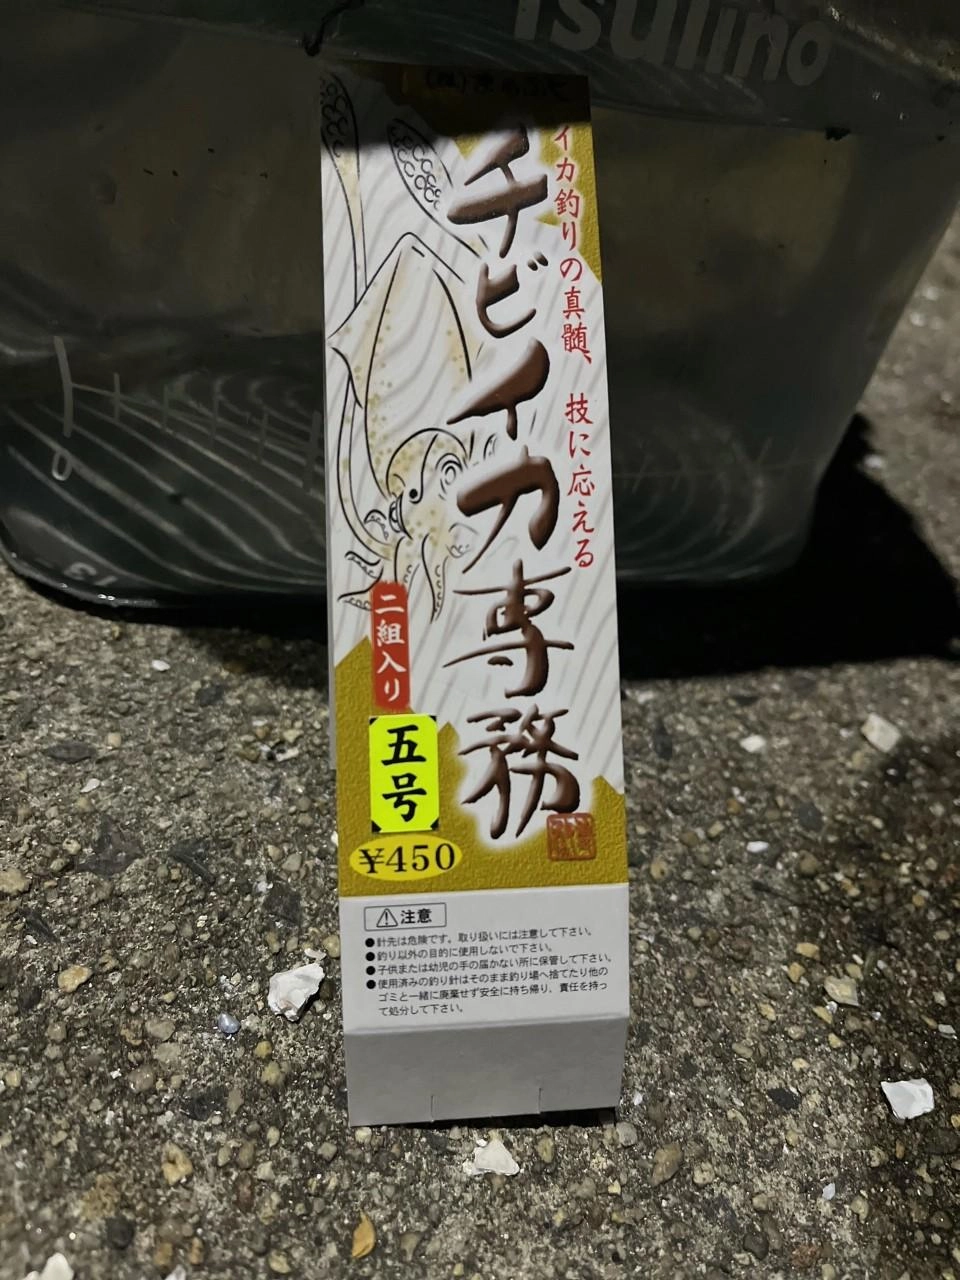 Tsulino
イカ釣りの真髄、技に応える
チビイカ専務
二組入り
五号
¥450
注意
●針先は危険です。取り扱いには注意して下さい。
●釣り以外の目的に使用しないで下さい。
●子供または幼児の手の届かない所に保管して下さい。
●使用済みの釣り針はそのまま釣り場へ捨てたり他の
ゴミと一緒に廃棄せず安全に持ち帰り、責任を持っ
て処分して下さい。